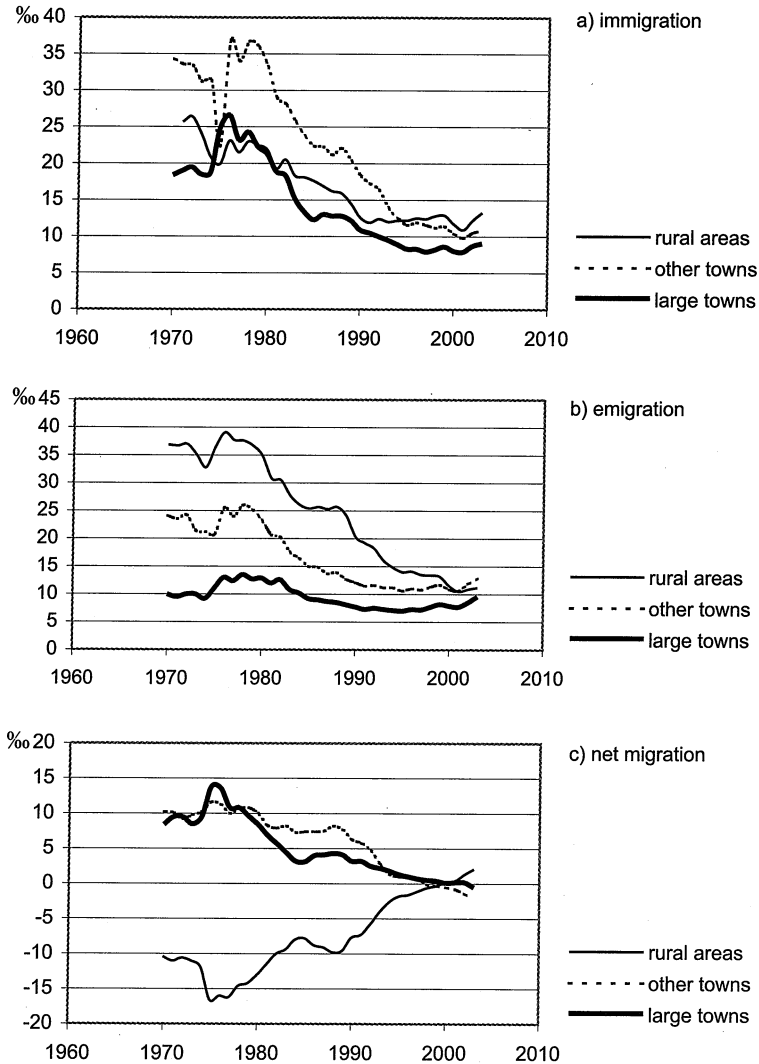 ‰ 40
a) immigration
35
30
25
20
15
10
5
0
rural areas
other towns
large towns
1960 1970 1980 1990 2000 2010
‰ 45
b) emigration
40
35
30
25
20
15
10
5
0
rural areas
other towns
large towns
1960 1970 1980 1990 2000 2010
‰ 20
c) net migration
15
10
5
0
-5
-10
-15
-20
rural areas
other towns
large towns
1960 1970 1980 1990 2000 2010